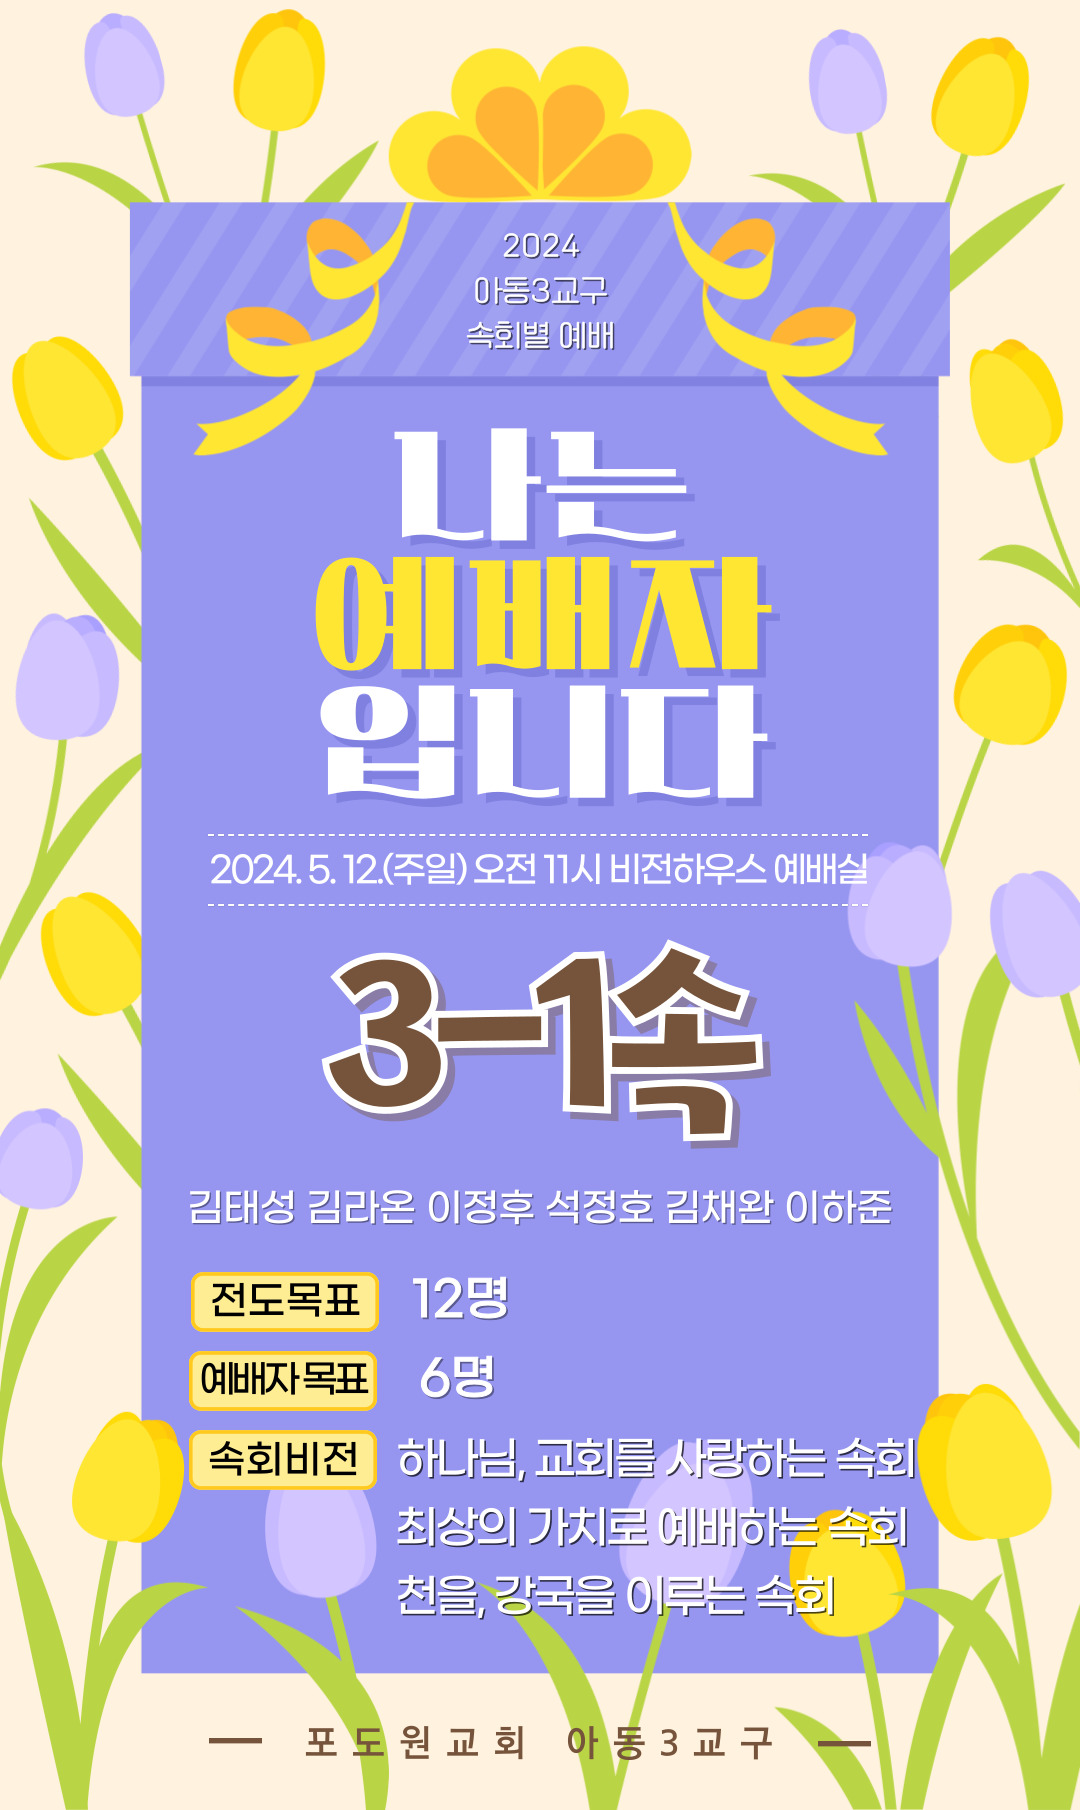 2024
아동3교구
속회별 예배
나는
예배자
입니다
2024. 5. 12.(주일) 오전 11시 비전하우스 예배실
3-1속
김태성 김라온 이정후 석정호 김채완 이하준
전도목표 12명
예배자목표 6명
속회비전 하나님, 교회를 사랑하는 속회
최상의 가치로 예배하는 속회
천을, 강국을 이루는 속회
포도원교회 아동3교구